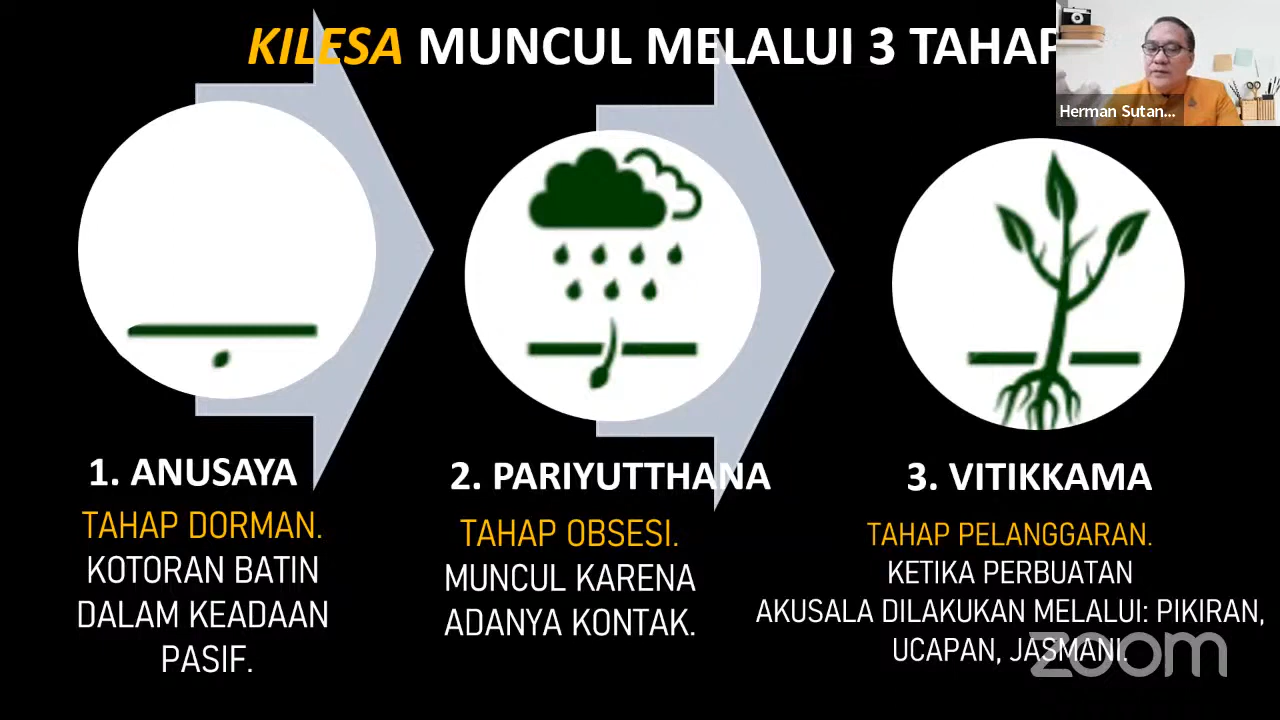 KILESA MUNCUL MELALUI 3 TAHAP
Herman Sutan...
1. ANUSAYA
TAHAP DORMAN.
KOTORAN BATIN
DALAM KEADAAN
PASIF.
2. PARIYUTTHANA
TAHAP OBSESI.
MUNCUL KARENA
ADANYA KONTAK.
3. VITIKKAMA
TAHAP PELANGGARAN.
KETIKA PERBUATAN
AKUSALA DILAKUKAN MELALUI: PIKIRAN,
UCAPAN, JASMANI.
zoom